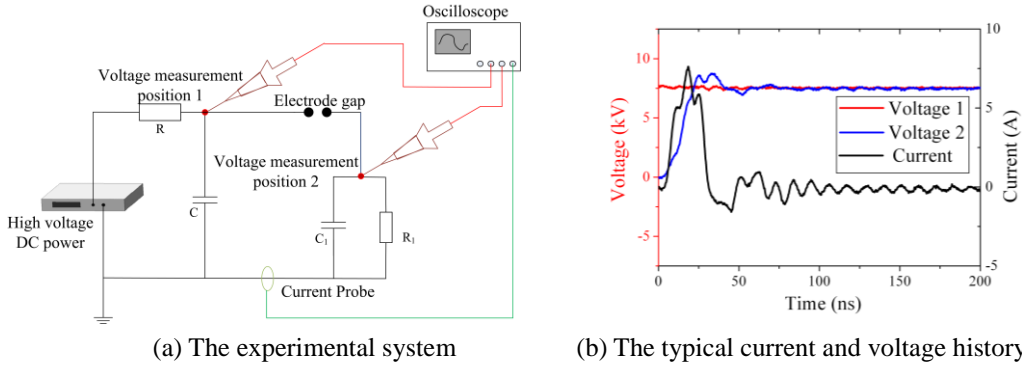 Oscilloscope
Voltage measurement
position 1
R
Electrode gap
Voltage measurement
position 2
High voltage
DC power
C
C₁
R₁
Current Probe
(a) The experimental system
10
5
0
-5
Voltage (kV)
10
5
0
-5
Current (A)
Voltage 1
Voltage 2
Current
0
50
100
150
200
Time (ns)
(b) The typical current and voltage history